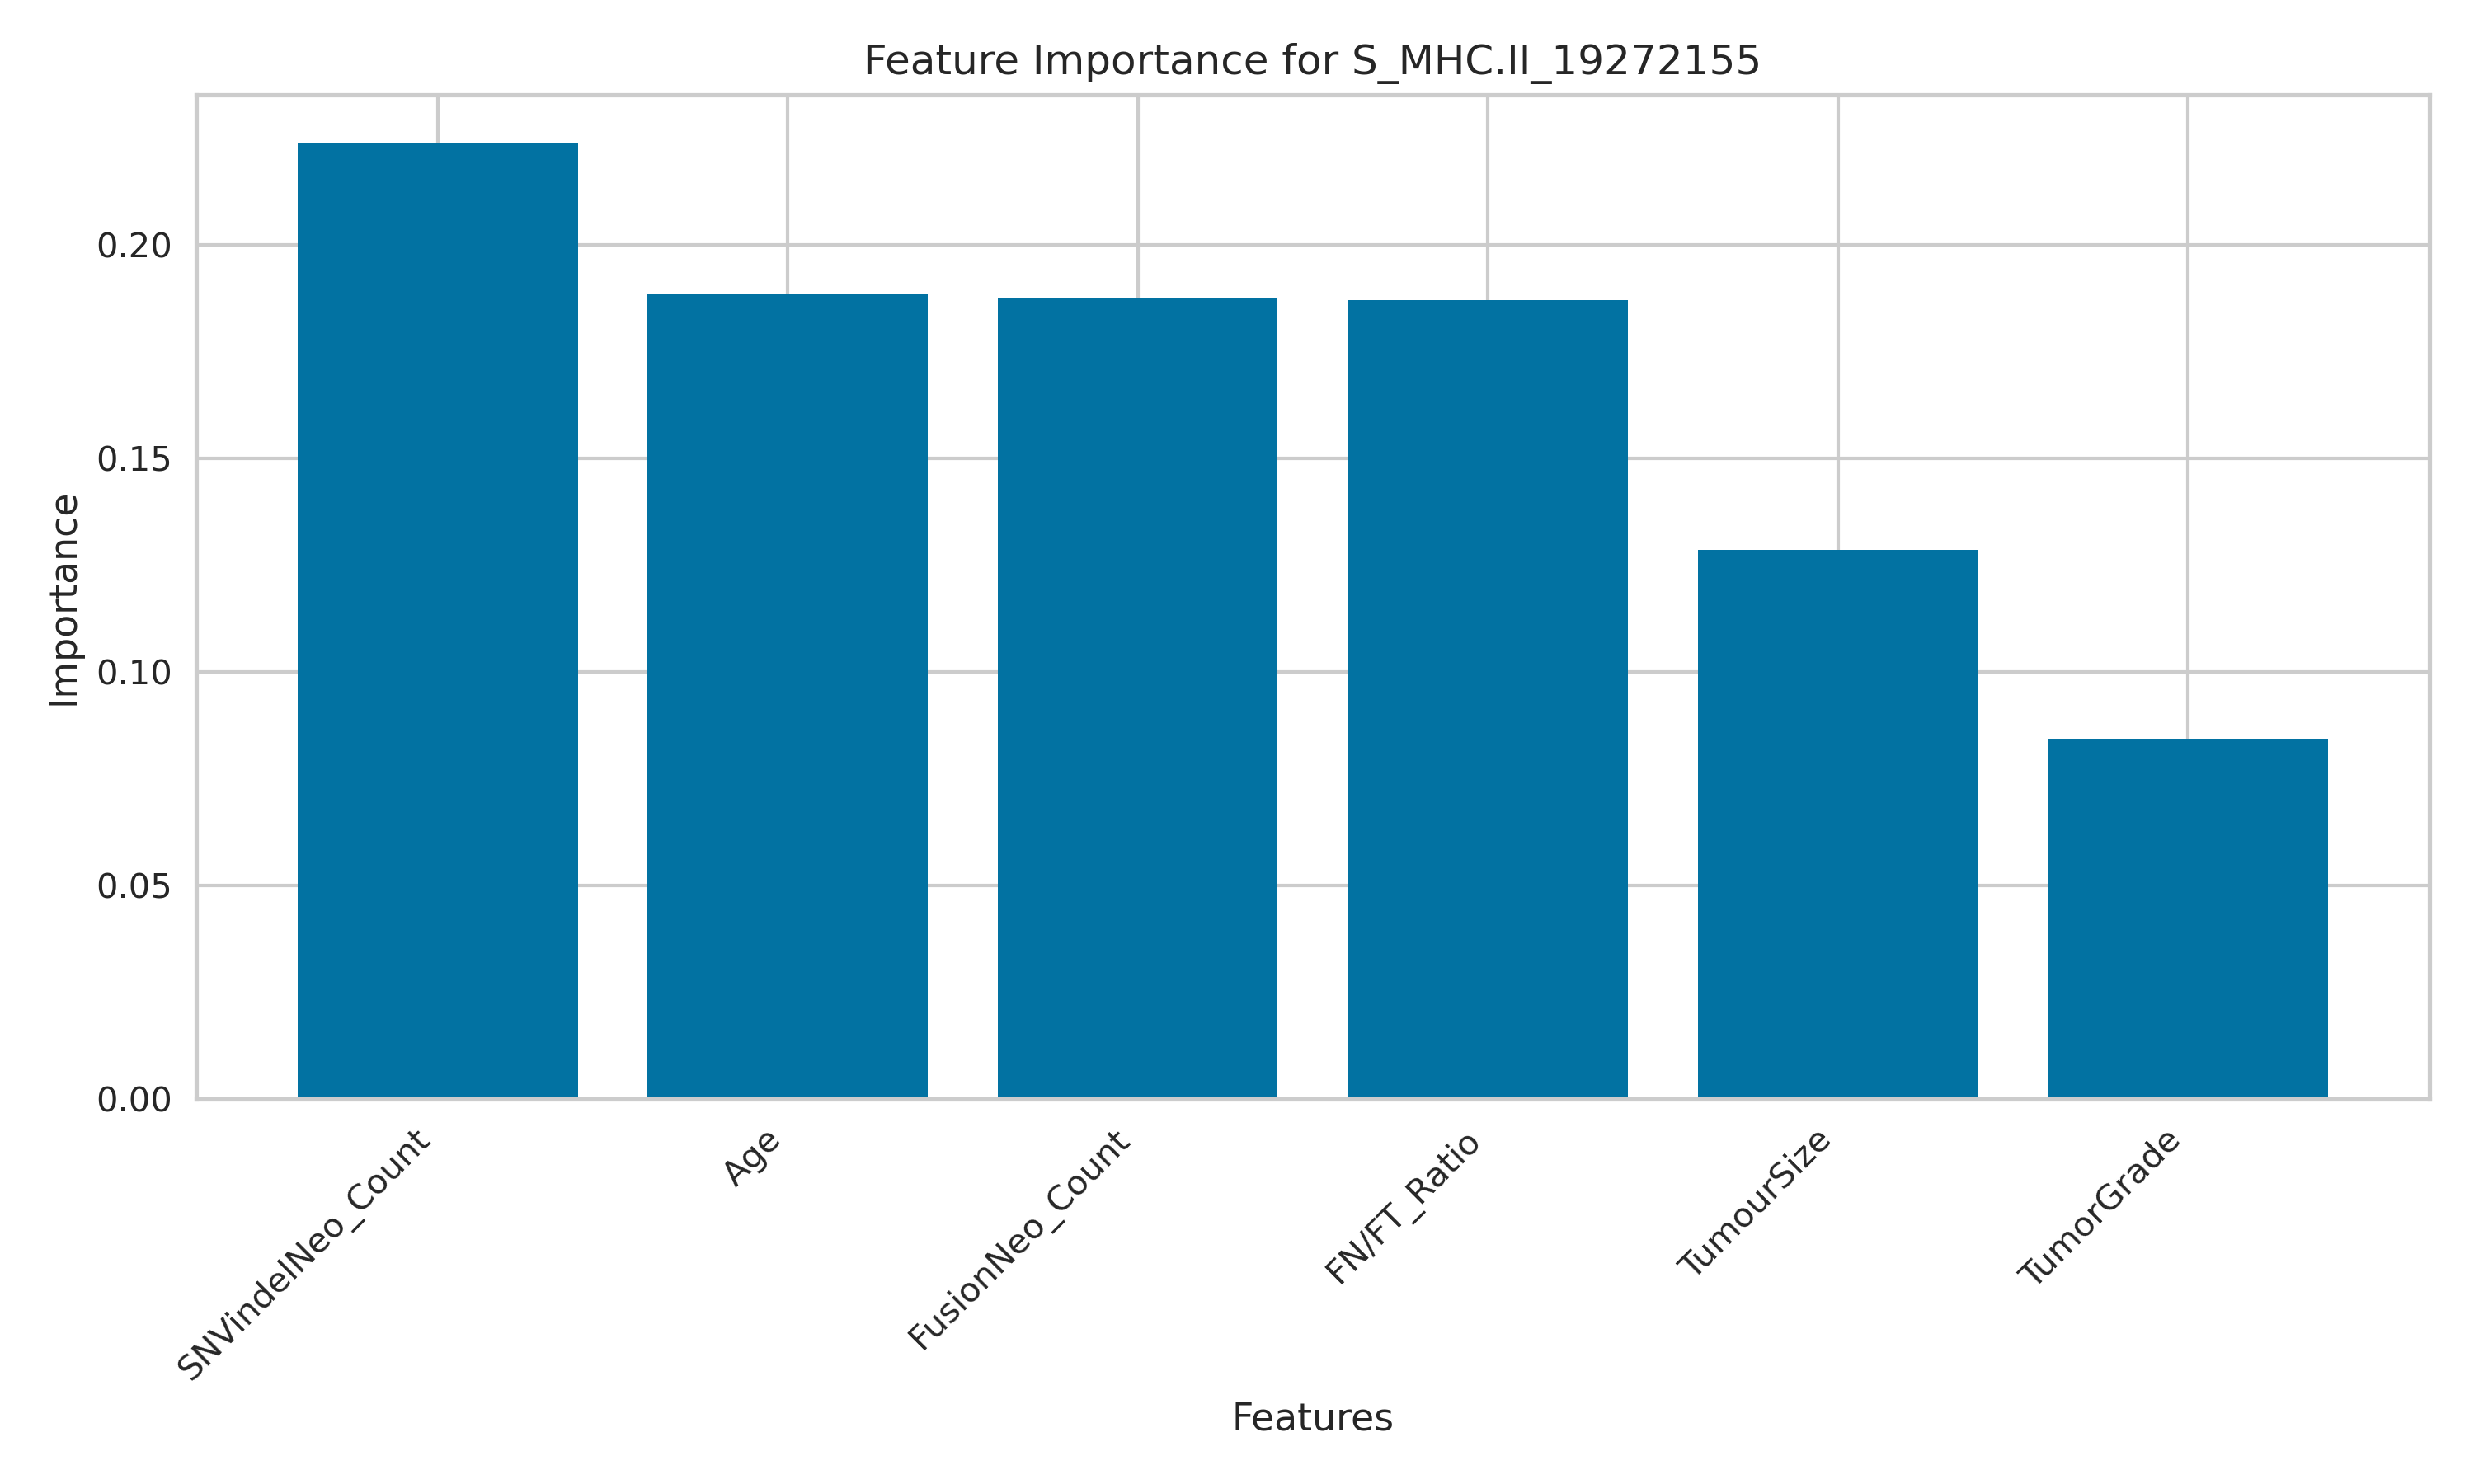 Feature Importance for S_MHC.II_19272155
Importance
0.20
0.15
0.10
0.05
0.00
SNVindelNeo_Count
Age
FusionNeo_Count
FN/FT_Ratio
TumourSize
TumorGrade
Features